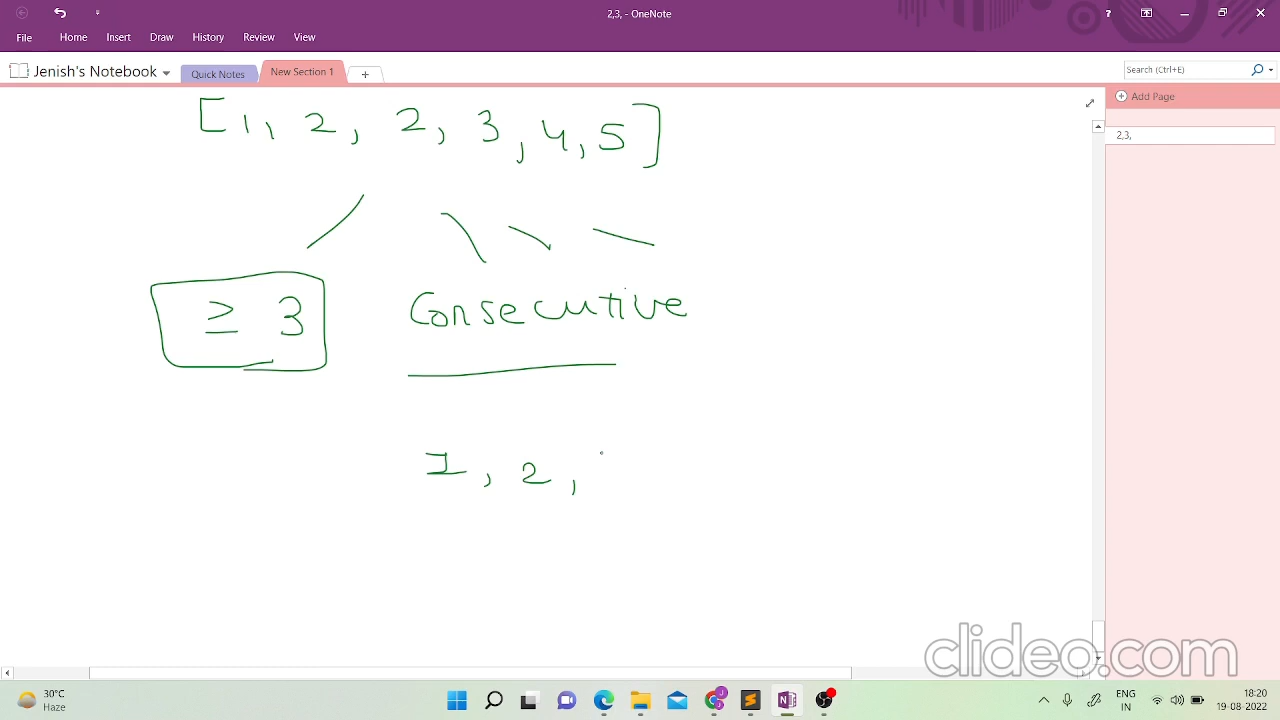 2,3, - OneNote
?
File Home Insert Draw History Review View
Jenish's Notebook Quick Notes New Section 1 +
Search (Ctrl+E)
Add Page
2,3,
[1, 2, 2, 3, 4, 5]
≥ 3 Consecutive
1, 2,
clideo.com
30°C
Haze
ENG
IN
18:20
19-08-2022